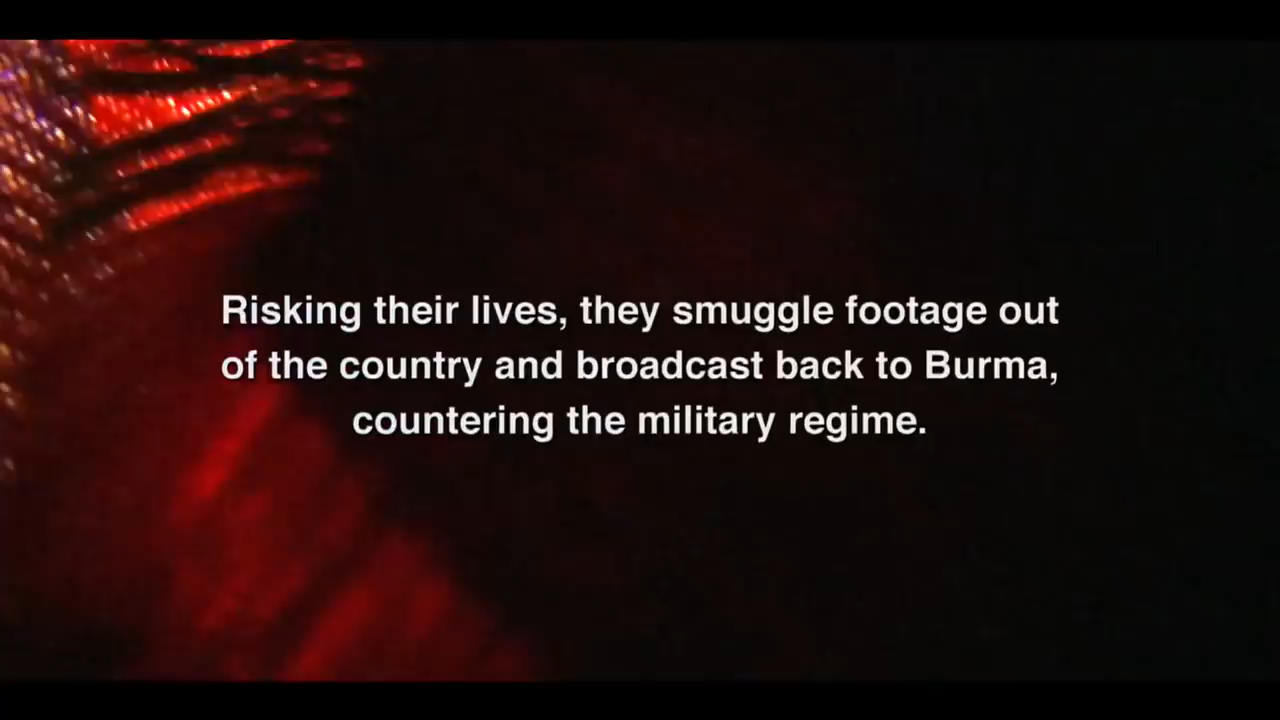 Risking their lives, they smuggle footage out
of the country and broadcast back to Burma,
countering the military regime.